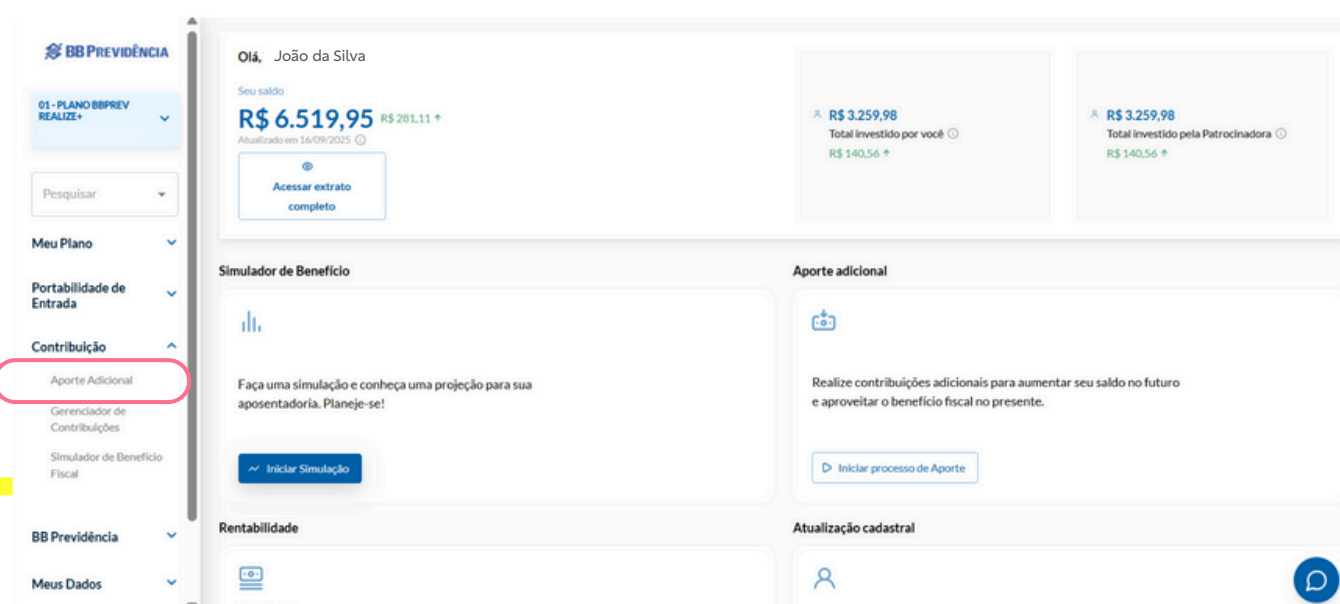 BB PREVIDÊNCIA
01 - PLANO BBPREV
REALIZE+
Pesquisar
Meu Plano
Portabilidade de
Entrada
Contribuição
Aporte Adicional
Gerenciador de
Contribuições
Simulador de Benefício
Fiscal
BB Previdência
Meus Dados
Olá, João da Silva
Seu saldo
R$ 6.519,95 R$ 281,11
Atualizado em 16/09/2025
Acessar extrato
completo
R$ 3.259,98
Total investido por você
R$ 140,56
R$ 3.259,98
Total investido pela Patrocinadora
R$ 140,56
Simulador de Benefício
Faça uma simulação e conheça uma projeção para sua
aposentadoria. Planeje-se!
Iniciar Simulação
Aporte adicional
Realize contribuições adicionais para aumentar seu saldo no futuro
e aproveitar o benefício fiscal no presente.
Iniciar processo de Aporte
Rentabilidade
Atualização cadastral